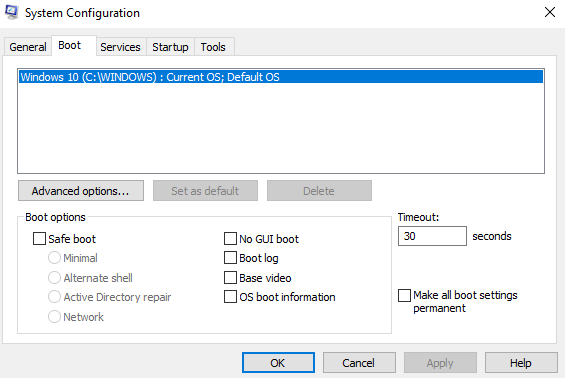 System Configuration
General Boot Services Startup Tools
Windows 10 (C:\WINDOWS) : Current OS; Default OS
Advanced options... Set as default Delete
Boot options
Timeout:
Safe boot No GUI boot
30 seconds
Minimal Boot log
Alternate shell Base video
Active Directory repair OS boot information
Make all boot settings
permanent
Network
OK Cancel Apply Help